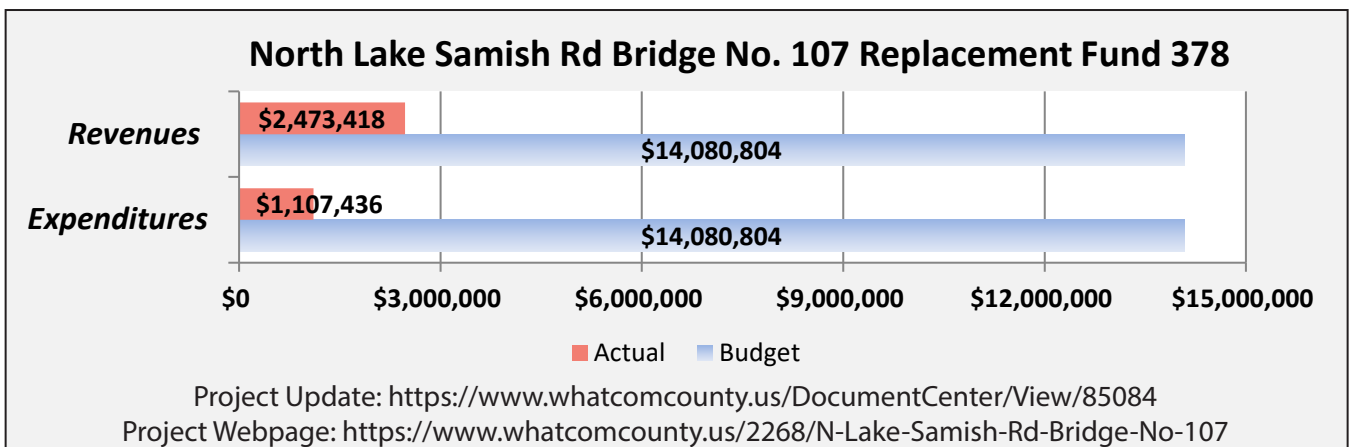 North Lake Samish Rd Bridge No. 107 Replacement Fund 378
Revenues
$2,473,418
$14,080,804
Expenditures
$1,107,436
$14,080,804
$0 $3,000,000 $6,000,000 $9,000,000 $12,000,000 $15,000,000
Actual Budget
Project Update: https://www.whatcomcounty.us/DocumentCenter/View/85084
Project Webpage: https://www.whatcomcounty.us/2268/N-Lake-Samish-Rd-Bridge-No-107